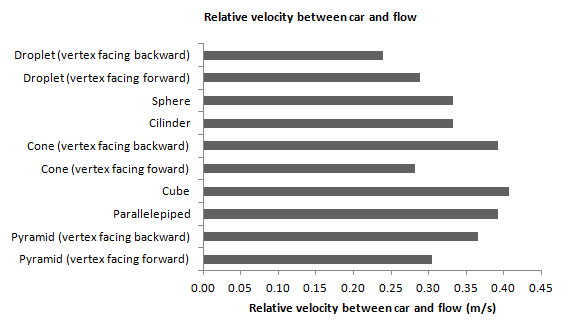 Relative velocity between car and flow
Droplet (vertex facing backward)
Droplet (vertex facing forward)
Sphere
Cilinder
Cone (vertex facing backward)
Cone (vertex facing foward)
Cube
Parallelepiped
Pyramid (vertex facing backward)
Pyramid (vertex facing forward)
0.00 0.05 0.10 0.15 0.20 0.25 0.30 0.35 0.40 0.45
Relative velocity between car and flow (m/s)